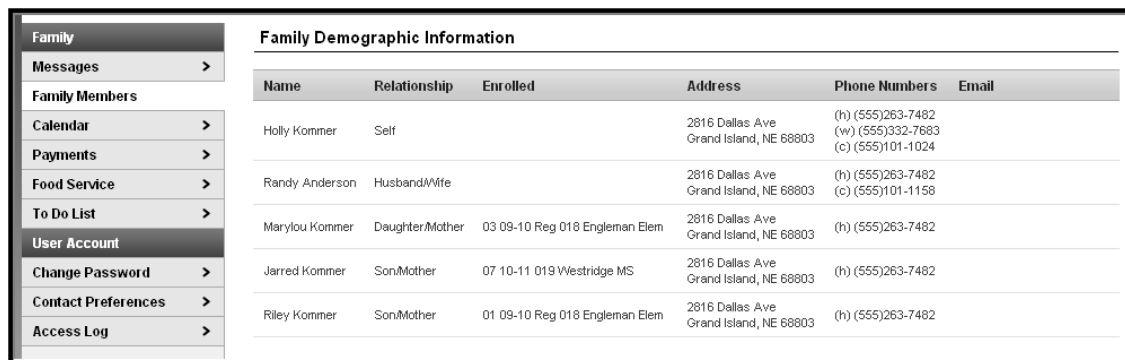 Family
Messages >
Family Members
Calendar >
Payments >
Food Service >
To Do List >
User Account
Change Password >
Contact Preferences >
Access Log >
Family Demographic Information
Name Relationship Enrolled Address Phone Numbers Email
Holly Kommer Self 2816 Dallas Ave Grand Island, NE 68803 (h) (555)263-7482
(w) (555)332-7683
(c) (555)101-1024
Randy Anderson Husband/Wife 2816 Dallas Ave Grand Island, NE 68803 (h) (555)263-7482
(c) (555)101-1158
Marylou Kommer Daughter/Mother 03 09-10 Reg 018 Engleman Elem 2816 Dallas Ave Grand Island, NE 68803 (h) (555)263-7482
Jarred Kommer Son/Mother 07 10-11 019 Westridge MS 2816 Dallas Ave Grand Island, NE 68803 (h) (555)263-7482
Riley Kommer Son/Mother 01 09-10 Reg 018 Engleman Elem 2816 Dallas Ave Grand Island, NE 68803 (h) (555)263-7482